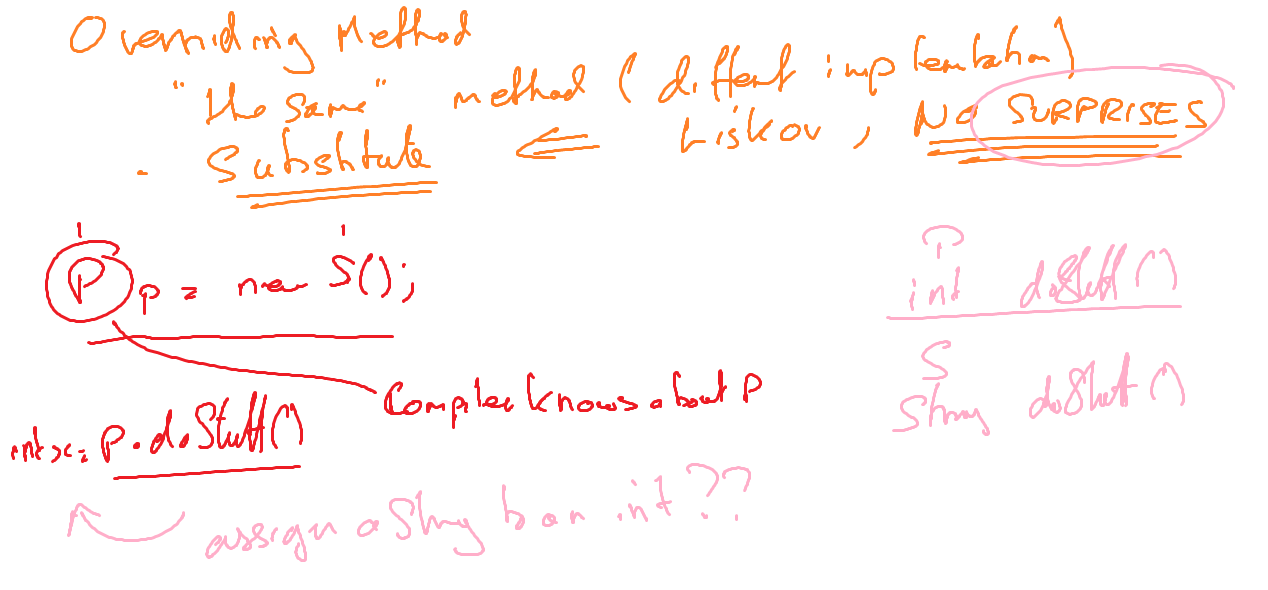 Overriding Method
"the same" method (different implementation)
. Substitute ⇐ Liskov, NO SURPRISES
P p = new S();
Compiler knows about P
int x = p.doStuff()
assign a String to an int??
P
int doStuff()
S
String doStuff()